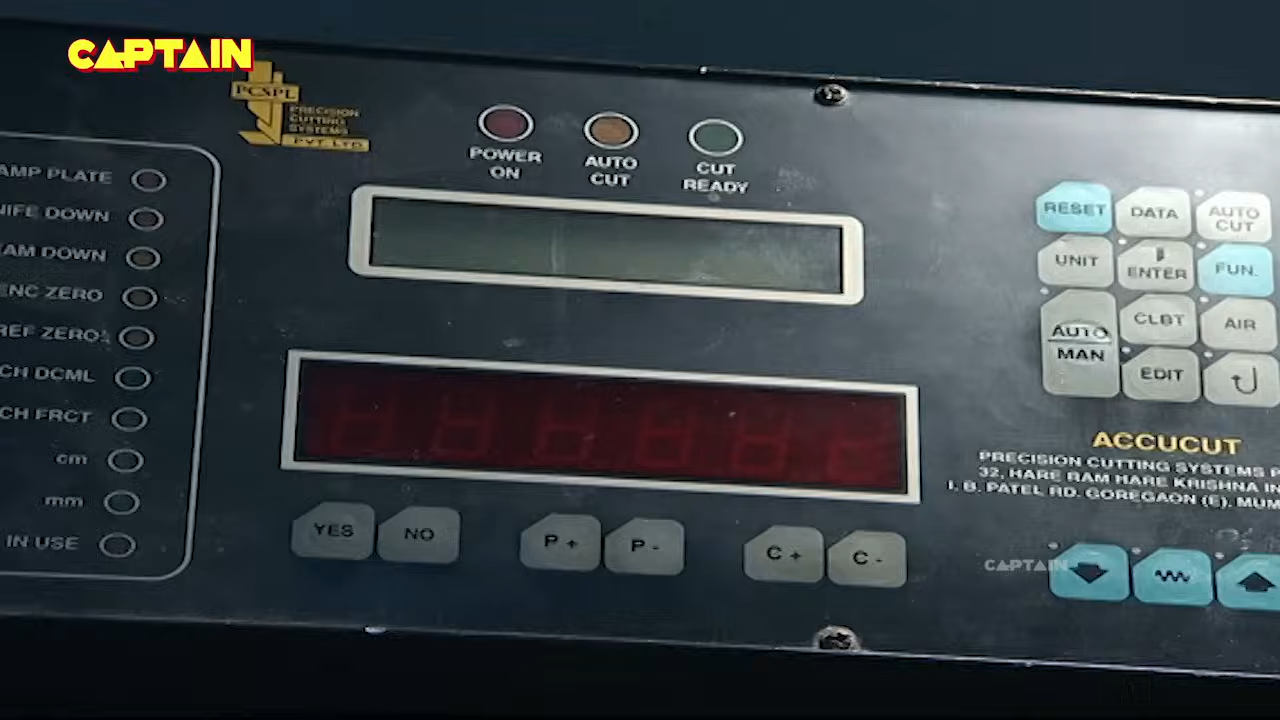 CAPTAIN
PCSPL
PRECISION
CUTTING
SYSTEMS
PVT. LTD
POWER
ON
AUTO
CUT
CUT
READY
AMP PLATE
NIFE DOWN
EAM DOWN
ENC ZERO
REF ZERO
CH DCML
CH FRCT
cm
mm
IN USE
RESET
DATA
AUTO
CUT
UNIT
ENTER
FUN.
AUTO
MAN
CLBT
AIR
EDIT
ACCUCUT
PRECISION CUTTING SYSTEMS P
32, HARE RAM HARE KRISHNA IN
I. B. PATEL RD. GOREGAON (E). MUM
YES
NO
P +
P -
C +
C -
CAPTAIN